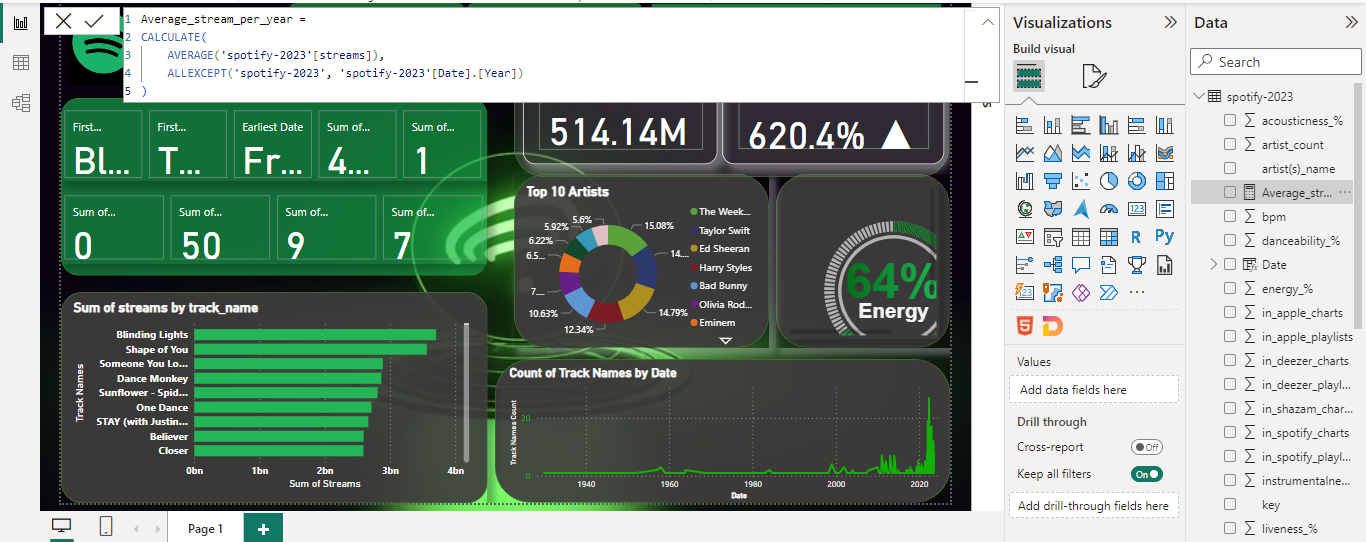 1 Average_stream_per_year =
2 CALCULATE(
3 AVERAGE('spotify-2023'[streams]),
4 ALLEXCEPT('spotify-2023', 'spotify-2023'[Date].[Year])
5 )
First...
Bl...
First...
T...
Earliest Date
Fr...
Sum of...
4...
Sum of...
1
Sum of...
0
Sum of...
50
Sum of...
9
Sum of...
7
514.14M
620.4% ▲
Top 10 Artists
15.08%
14....
14.79%
12.34%
10.63%
7....
6.5...
6.22%
5.92%
5.6%
The Week...
Taylor Swift
Ed Sheeran
Harry Styles
Bad Bunny
Olivia Rod...
Eminem
64%
Energy
Sum of streams by track_name
Track Names
Blinding Lights
Shape of You
Someone You Lo...
Dance Monkey
Sunflower - Spid...
One Dance
STAY (with Justin...
Believer
Closer
0bn 1bn 2bn 3bn 4bn
Sum of Streams
Count of Track Names by Date
Track Names Count
20
0
1940 1960 1980 2000 2020
Date
Page 1
+
Visualizations
Build visual
123
R
Py
123
...
Values
Add data fields here
Drill through
Cross-report
Off
Keep all filters
On
Add drill-through fields here
Data
Search
spotify-2023
acousticness_%
artist_count
artist(s)_name
Average_str...
bpm
danceability_%
Date
energy_%
in_apple_charts
in_apple_playlists
in_deezer_charts
in_deezer_playl...
in_shazam_char...
in_spotify_charts
in_spotify_playl...
instrumentalne...
key
liveness_%